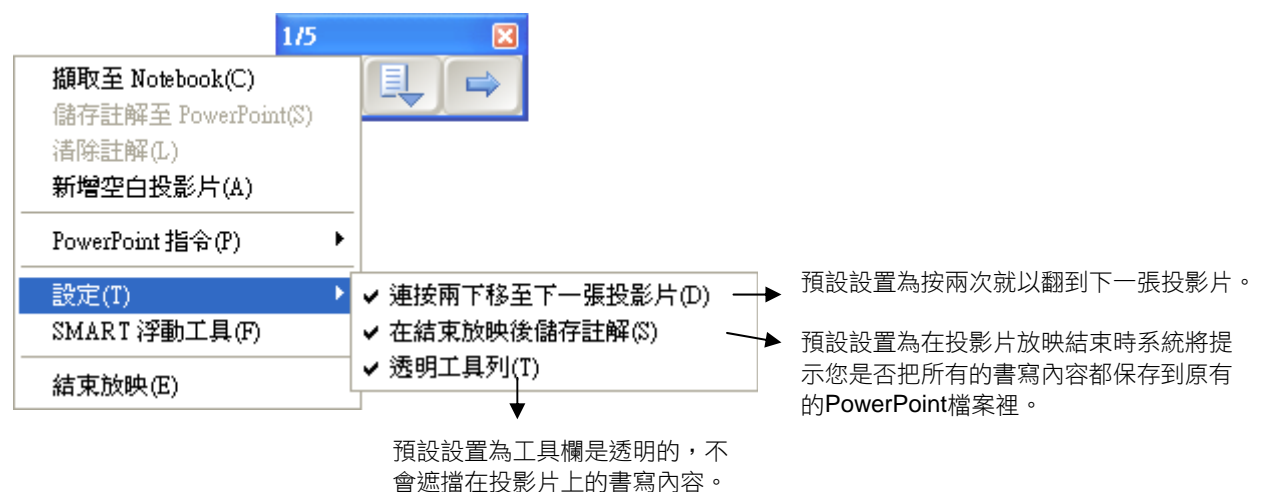 1/5
擷取至 Notebook(C)
儲存註解至 PowerPoint(S)
清除註解(L)
新增空白投影片(A)
PowerPoint 指令(P)
設定(T)
SMART 浮動工具(F)
結束放映(E)
連按兩下移至下一張投影片(D)
在結束放映後儲存註解(S)
透明工具列(T)
預設設置為按兩次就以翻到下一張投影片。
預設設置為在投影片放映結束時系統將提
示您是否把所有的書寫內容都保存到原有
的PowerPoint檔案裡。
預設設置為工具欄是透明的，不
會遮擋在投影片上的書寫內容。